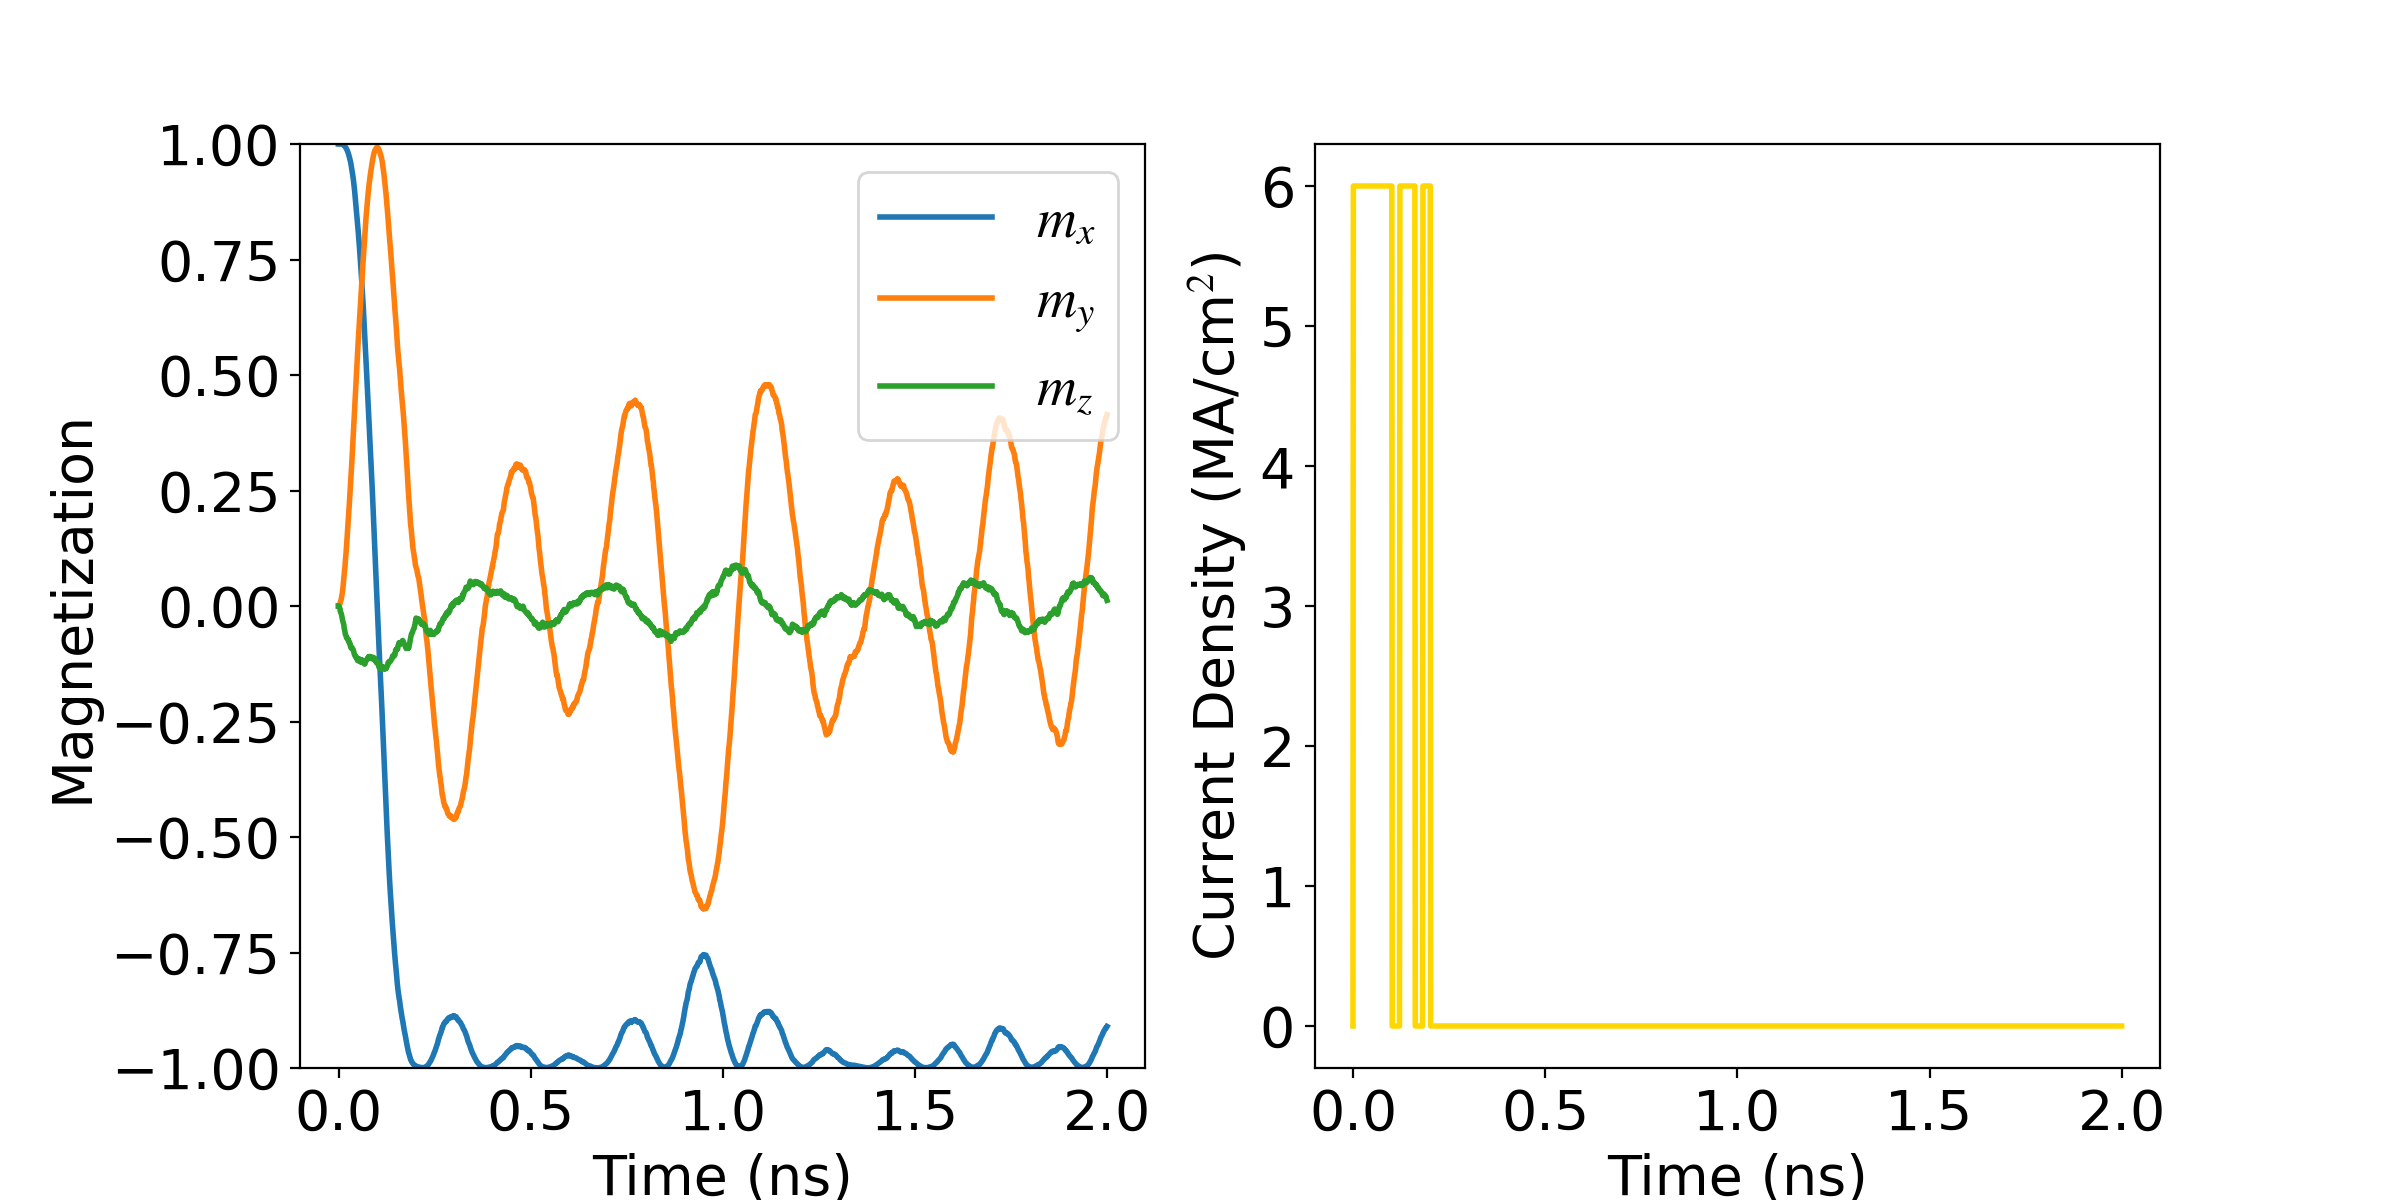 1.00
0.75
0.50
0.25
0.00
−0.25
−0.50
−0.75
−1.00
Magnetization
0.0 0.5 1.0 1.5 2.0
Time (ns)
m_x
m_y
m_z
6
5
4
3
2
1
0
Current Density (MA/cm²)
0.0 0.5 1.0 1.5 2.0
Time (ns)